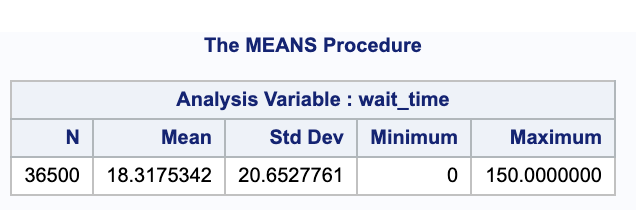 The MEANS Procedure
Analysis Variable : wait_time
N Mean Std Dev Minimum Maximum
36500 18.3175342 20.6527761 0 150.0000000